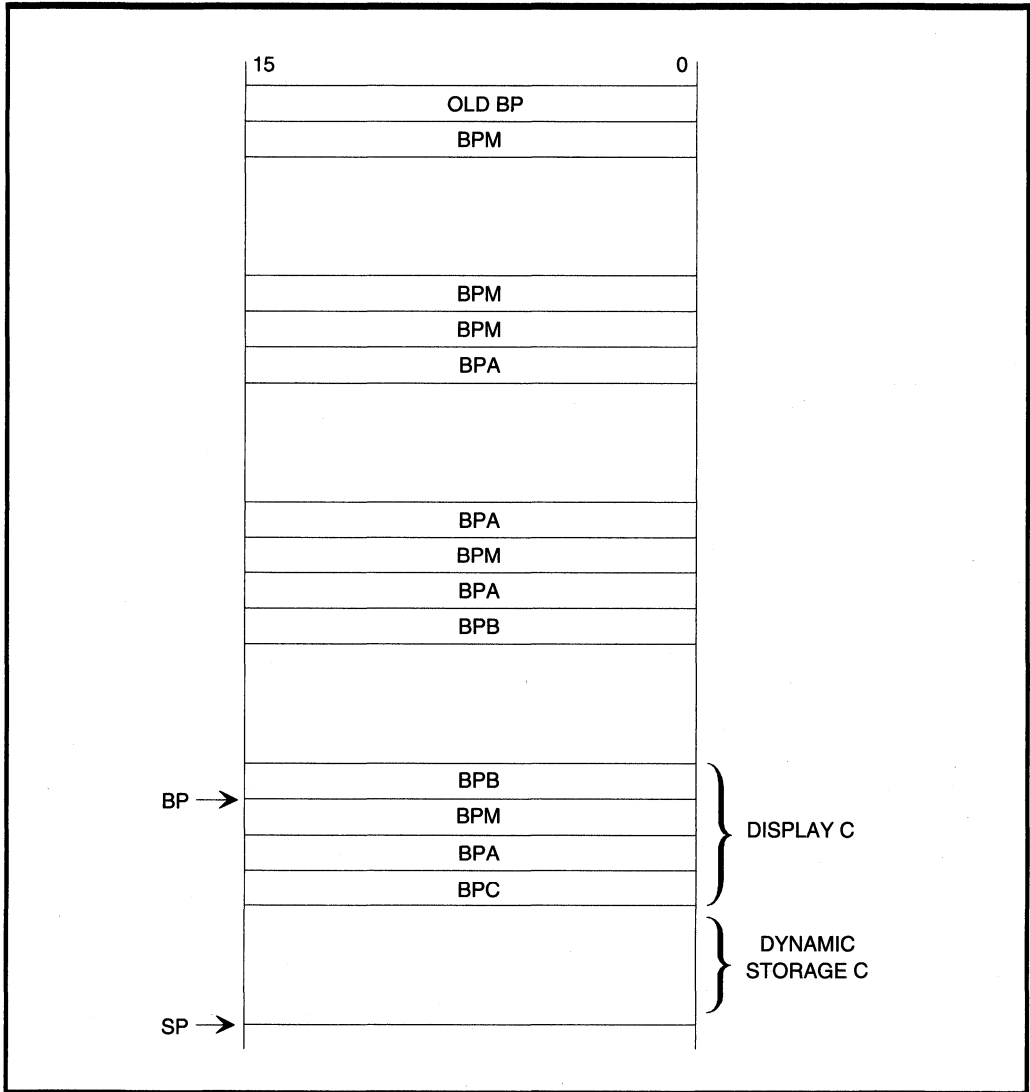 15 0
OLD BP
BPM
BPM
BPM
BPA
BPA
BPM
BPA
BPB
BPB
BP
BPM
DISPLAY C
BPA
BPC
DYNAMIC
STORAGE C
SP